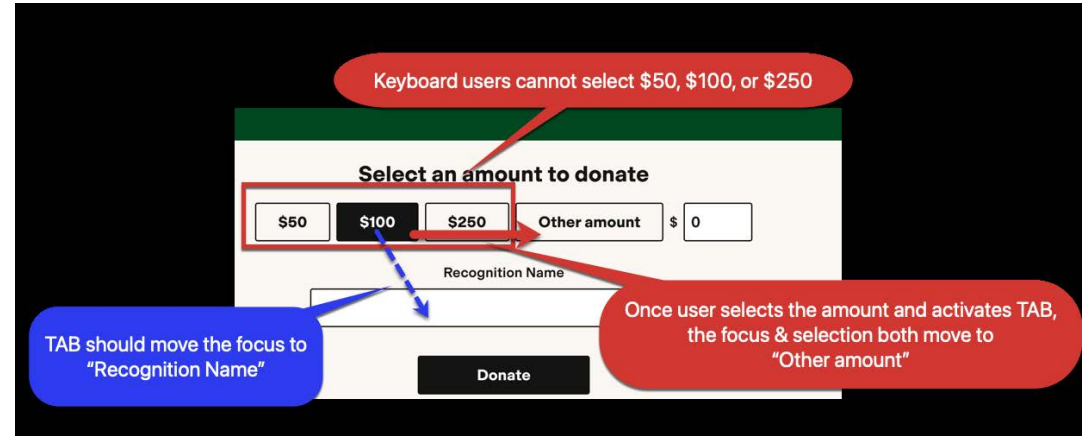 Keyboard users cannot select $50, $100, or $250
Select an amount to donate
$50 $100 $250 Other amount $ 0
Recognition Name
Once user selects the amount and activates TAB,
the focus & selection both move to
“Other amount”
TAB should move the focus to
“Recognition Name”
Donate